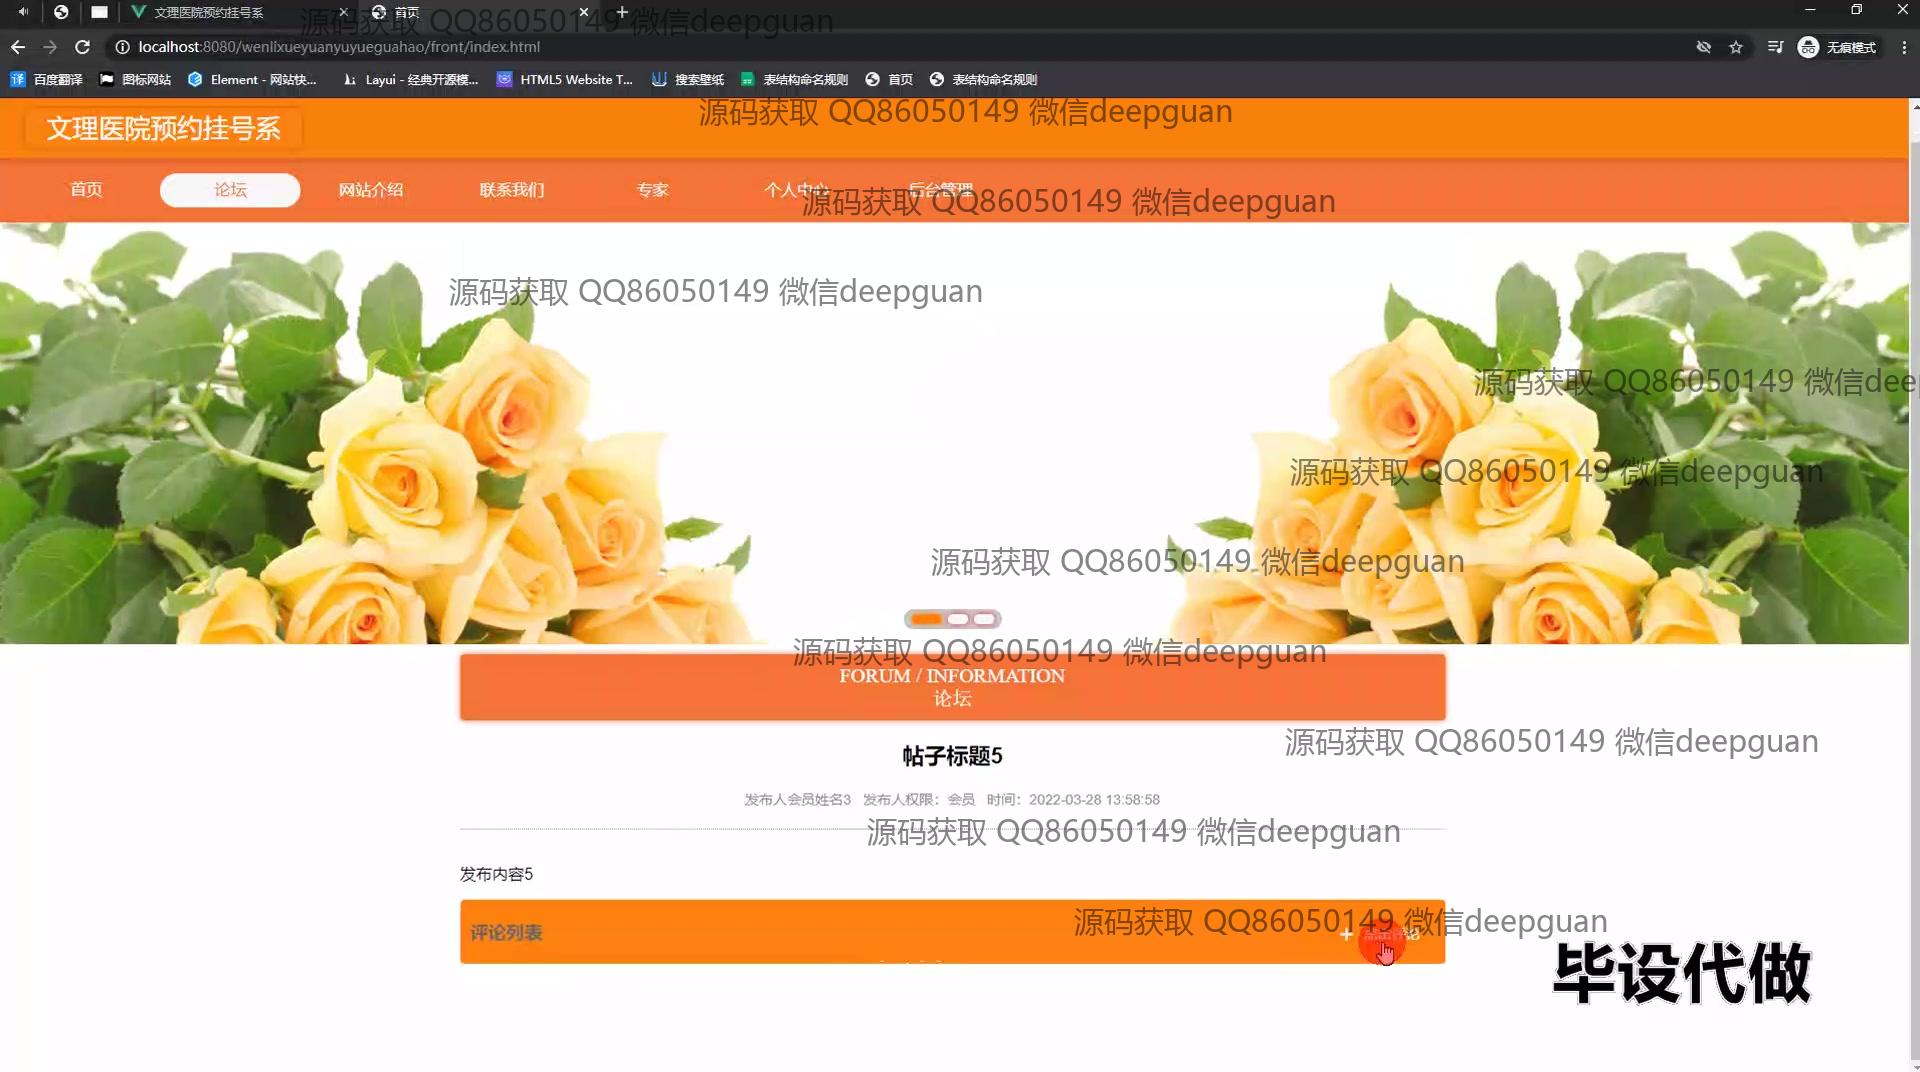 文理医院预约挂号系
首页
源码获取 QQ86050149 微信deepguan
localhost:8080/wenlixueyuanyuyueguahao/front/index.html
无痕模式
百度翻译
图标网站
Element - 网站快...
Layui - 经典开源模...
HTML5 Website T...
搜索壁纸
表结构命名规则
首页
表结构命名规则
源码获取 QQ86050149 微信deepguan
文理医院预约挂号系
首页
论坛
网站介绍
联系我们
专家
个人中心
后台管理
源码获取 QQ86050149 微信deepguan
源码获取 QQ86050149 微信deepguan
源码获取 QQ86050149 微信dee
源码获取 QQ86050149 微信deepguan
源码获取 QQ86050149 微信deepguan
源码获取 QQ86050149 微信deepguan
FORUM / INFORMATION
论坛
源码获取 QQ86050149 微信deepguan
帖子标题5
发布人会员姓名3 发布人权限：会员 时间：2022-03-28 13:58:58
源码获取 QQ86050149 微信deepguan
发布内容5
源码获取 QQ86050149 微信deepguan
评论列表
毕设代做